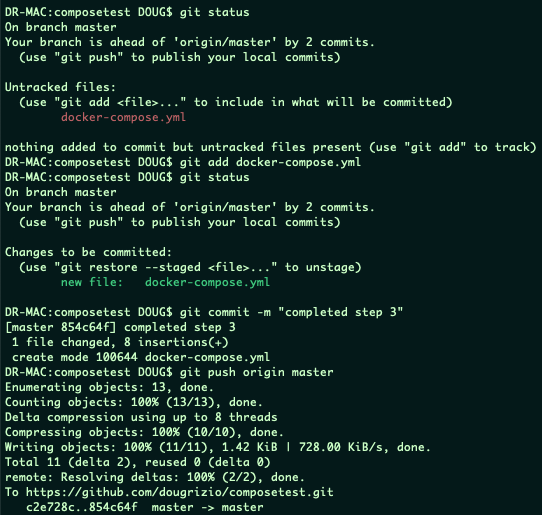 DR-MAC:composetest DOUG$ git status
On branch master
Your branch is ahead of 'origin/master' by 2 commits.
  (use "git push" to publish your local commits)

Untracked files:
  (use "git add <file>..." to include in what will be committed)
        docker-compose.yml

nothing added to commit but untracked files present (use "git add" to track)
DR-MAC:composetest DOUG$ git add docker-compose.yml
DR-MAC:composetest DOUG$ git status
On branch master
Your branch is ahead of 'origin/master' by 2 commits.
  (use "git push" to publish your local commits)

Changes to be committed:
  (use "git restore --staged <file>..." to unstage)
        new file:   docker-compose.yml

DR-MAC:composetest DOUG$ git commit -m "completed step 3"
[master 854c64f] completed step 3
 1 file changed, 8 insertions(+)
 create mode 100644 docker-compose.yml
DR-MAC:composetest DOUG$ git push origin master
Enumerating objects: 13, done.
Counting objects: 100% (13/13), done.
Delta compression using up to 8 threads
Compressing objects: 100% (10/10), done.
Writing objects: 100% (11/11), 1.42 KiB | 728.00 KiB/s, done.
Total 11 (delta 2), reused 0 (delta 0)
remote: Resolving deltas: 100% (2/2), done.
To https://github.com/dougrizio/composetest.git
   c2e728c..854c64f  master -> master